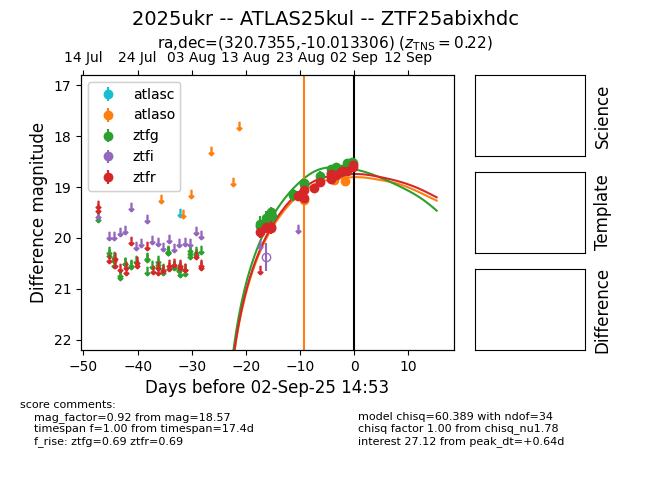 2025ukr -- ATLAS25kul -- ZTF25abixhdc
ra,dec=(320.7355,-10.013306) (z_TNS = 0.22)
14 Jul 24 Jul 03 Aug 13 Aug 23 Aug 02 Sep 12 Sep
atlasc
atlaso
ztfg
ztfi
ztfr
17
18
19
20
21
22
Difference magnitude
−50 −40 −30 −20 −10 0 10
Days before 02-Sep-25 14:53
Science
Template
Difference
score comments:
mag_factor=0.92 from mag=18.57
timespan f=1.00 from timespan=17.4d
f_rise: ztfg=0.69 ztfr=0.69
model chisq=60.389 with ndof=34
chisq factor 1.00 from chisq_nu1.78
interest 27.12 from peak_dt=+0.64d